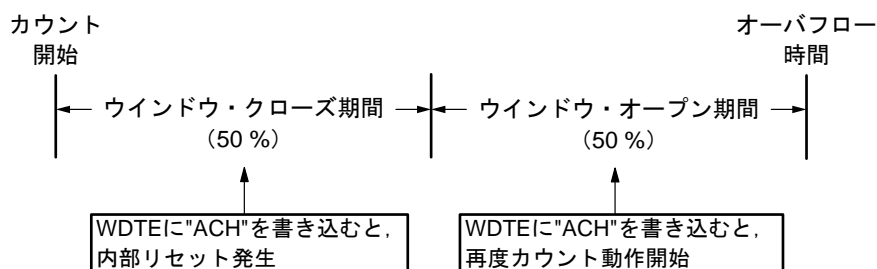 カウント
開始
オーバフロー
時間
ウインドウ・クローズ期間
(50 %)
ウインドウ・オープン期間
(50 %)
WDTEに"ACH"を書き込むと,
内部リセット発生
WDTEに"ACH"を書き込むと,
再度カウント動作開始